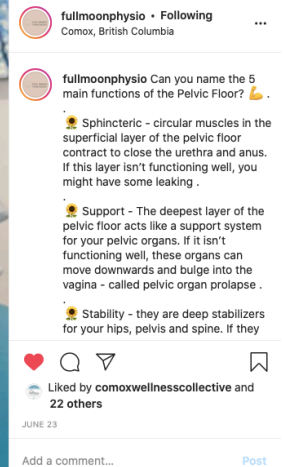 fullmoonphysio • Following
Comox, British Columbia
fullmoonphysio Can you name the 5
main functions of the Pelvic Floor? 💪 .
.
🌻 Sphincteric - circular muscles in the
superficial layer of the pelvic floor
contract to close the urethra and anus.
If this layer isn't functioning well, you
might have some leaking .
.
🌻 Support - The deepest layer of the
pelvic floor acts like a support system
for your pelvic organs. If it isn't
functioning well, these organs can
move downwards and bulge into the
vagina - called pelvic organ prolapse .
.
🌻 Stability - they are deep stabilizers
for your hips, pelvis and spine. If they
Liked by comoxwellnesscollective and
22 others
JUNE 23
Add a comment...
Post